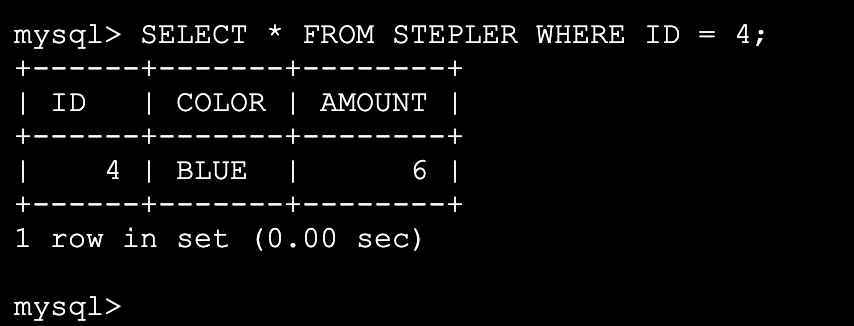 mysql> SELECT * FROM STEPLER WHERE ID = 4;
+------+-------+--------+
| ID   | COLOR | AMOUNT |
+------+-------+--------+
|    4 | BLUE  |      6 |
+------+-------+--------+
1 row in set (0.00 sec)

mysql>